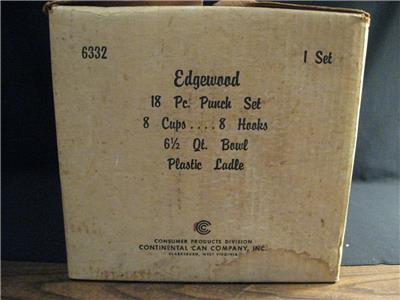 6332 1 Set
Edgewood
18 Pc. Punch Set
8 Cups....8 Hooks
6½ Qt. Bowl
Plastic Ladle
CONSUMER PRODUCTS DIVISION
CONTINENTAL CAN COMPANY, INC.
CLARKSBURG, WEST VIRGINIA